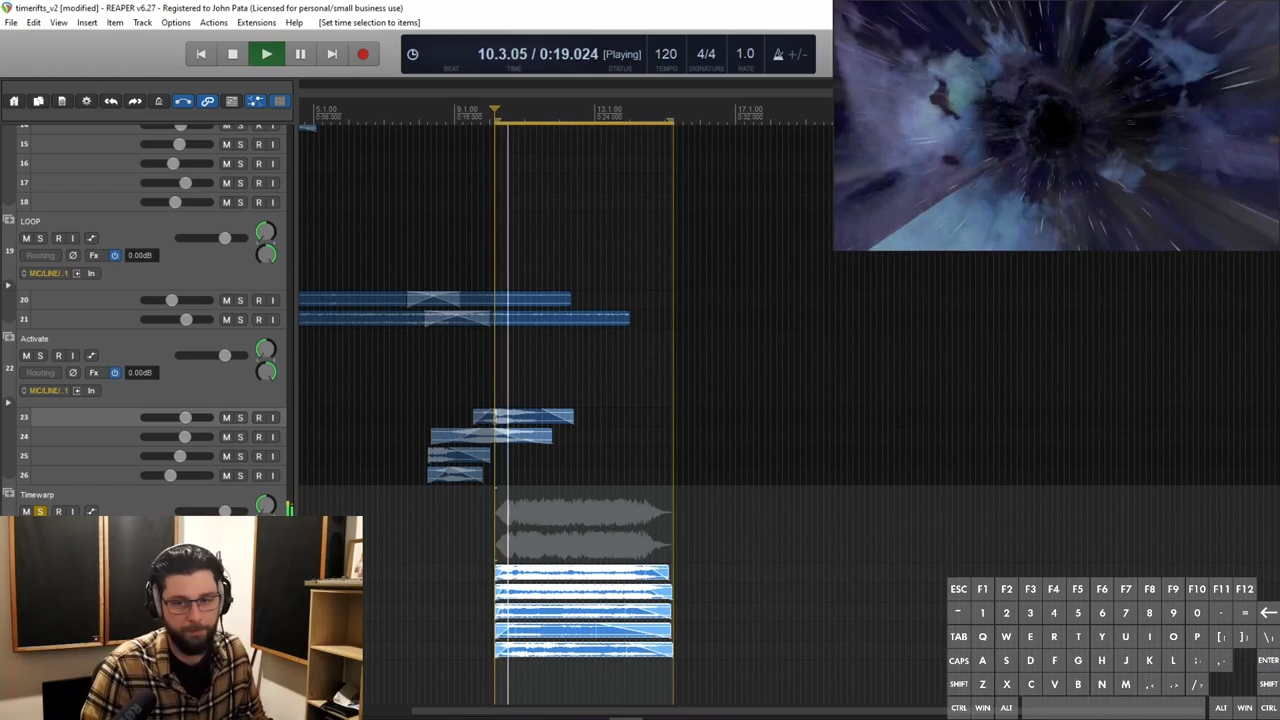 timerifts_v2 [modified] - REAPER v6.27 - Registered to John Pata (Licensed for personal/small business use)
File Edit View Insert Item Track Options Actions Extensions Help [Set time selection to items]
10.3.05 / 0:19.024 [Playing] 120 4/4 1.0 +/-
BEAT TIME STATUS TEMPO SIGNATURE RATE
5.1.00 9.1.00 13.1.00 17.1.00
0:08.000 0:16.000 0:24.000 0:32.000
14
15 M S R I
16 M S R I
17 M S R I
18 M S R I
LOOP
M S R I
19 Routing Fx 0.00dB
MIC/LINE/..1 In
20 M S R I
21 M S R I
Activate
M S R I
22 Routing Fx 0.00dB
MIC/LINE/..1 In
23 M S R I
24 M S R I
25 M S R I
26 M S R I
Timewarp
M S R I
ESC F1 F2 F3 F4 F5 F6 F7 F8 F9 F12
1 2 3 4 5 6 7 8 9 0
U O
CAPS A S D F G H J K L ; ENTER
SHIFT Z X C V B N M SHIFT
CTRL WIN ALT ALT WIN CTRL